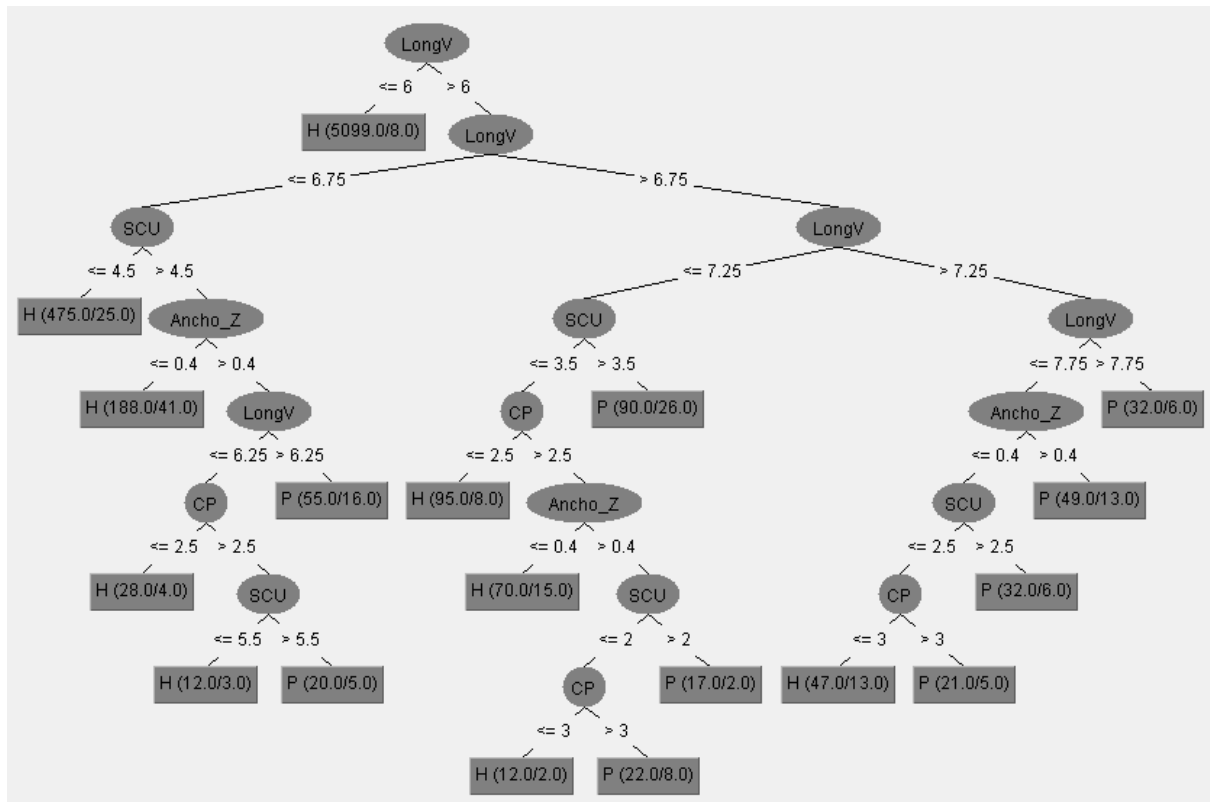 LongV
<= 6 > 6
H (5099.0/8.0) LongV
<= 6.75 > 6.75
SCU LongV
<= 4.5 > 4.5 <= 7.25 > 7.25
H (475.0/25.0) Ancho_Z SCU LongV
<= 0.4 > 0.4 <= 3.5 > 3.5 <= 7.75 > 7.75
H (188.0/41.0) LongV CP P (90.0/26.0) Ancho_Z P (32.0/6.0)
<= 6.25 > 6.25 <= 2.5 > 2.5 <= 0.4 > 0.4
CP P (55.0/16.0) H (95.0/8.0) Ancho_Z SCU P (49.0/13.0)
<= 2.5 > 2.5 <= 0.4 > 0.4 <= 2.5 > 2.5
H (28.0/4.0) SCU H (70.0/15.0) SCU CP P (32.0/6.0)
<= 5.5 > 5.5 <= 2 > 2 <= 3 > 3
H (12.0/3.0) P (20.0/5.0) CP P (17.0/2.0) H (47.0/13.0) P (21.0/5.0)
<= 3 > 3
H (12.0/2.0) P (22.0/8.0)